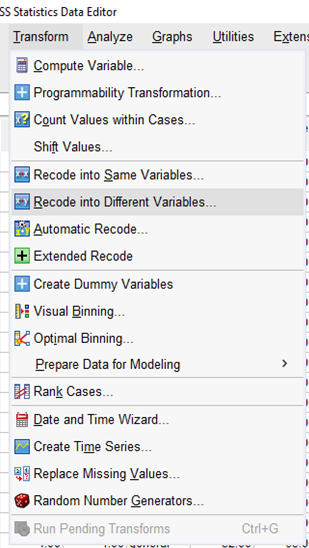 SS Statistics Data Editor
Transform Analyze Graphs Utilities Exten
Compute Variable...
Programmability Transformation...
Count Values within Cases...
Shift Values...
Recode into Same Variables...
Recode into Different Variables...
Automatic Recode...
Extended Recode
Create Dummy Variables
Visual Binning...
Optimal Binning...
Prepare Data for Modeling
Rank Cases...
Date and Time Wizard...
Create Time Series...
Replace Missing Values...
Random Number Generators...
Run Pending Transforms Ctrl+G